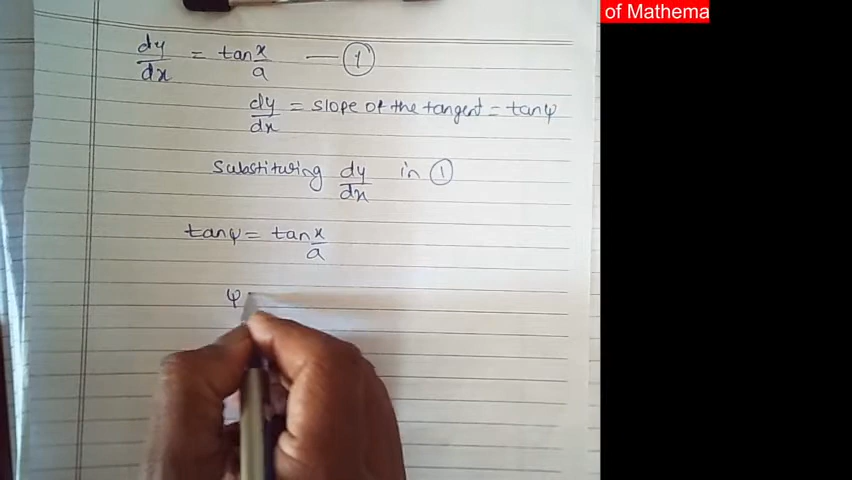 of Mathema
dy/dx = tan x/a — ①
dy/dx = slope of the tangent = tanψ
substituring dy/dx in ①
tanψ = tan x/a
ψ